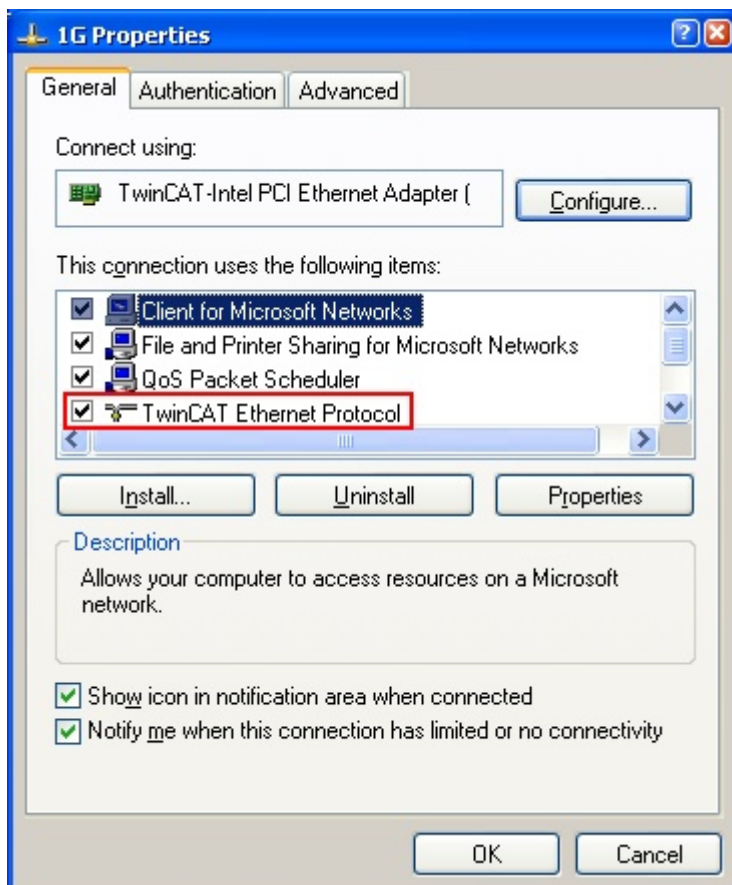 1G Properties
General Authentication Advanced
Connect using:
TwinCAT-Intel PCI Ethernet Adapter (
Configure...
This connection uses the following items:
Client for Microsoft Networks
File and Printer Sharing for Microsoft Networks
QoS Packet Scheduler
TwinCAT Ethernet Protocol
Install... Uninstall Properties
Description
Allows your computer to access resources on a Microsoft
network.
Show icon in notification area when connected
Notify me when this connection has limited or no connectivity
OK Cancel